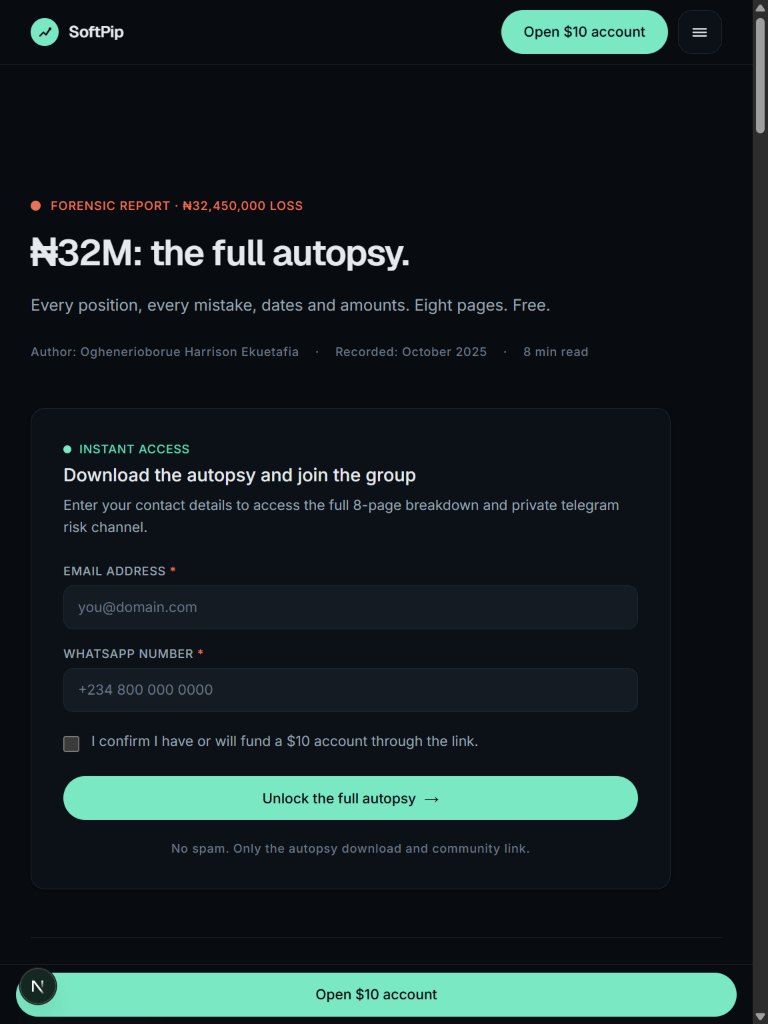 SoftPip
Open $10 account
FORENSIC REPORT · ₦32,450,000 LOSS
₦32M: the full autopsy.
Every position, every mistake, dates and amounts. Eight pages. Free.
Author: Oghenerioborue Harrison Ekuetafia · Recorded: October 2025 · 8 min read
INSTANT ACCESS
Download the autopsy and join the group
Enter your contact details to access the full 8-page breakdown and private telegram
risk channel.
EMAIL ADDRESS *
you@domain.com
WHATSAPP NUMBER *
+234 800 000 0000
I confirm I have or will fund a $10 account through the link.
Unlock the full autopsy →
No spam. Only the autopsy download and community link.
N
Open $10 account